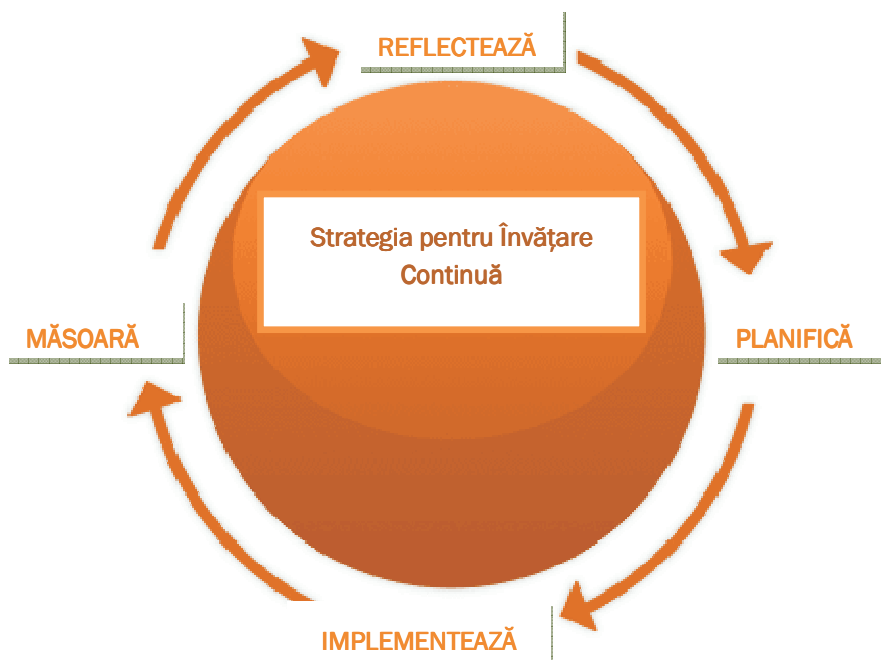 REFLECTEAZĂ
Strategia pentru Învățare
Continuă
MĂSOARĂ
PLANIFICĂ
IMPLEMENTEAZĂ